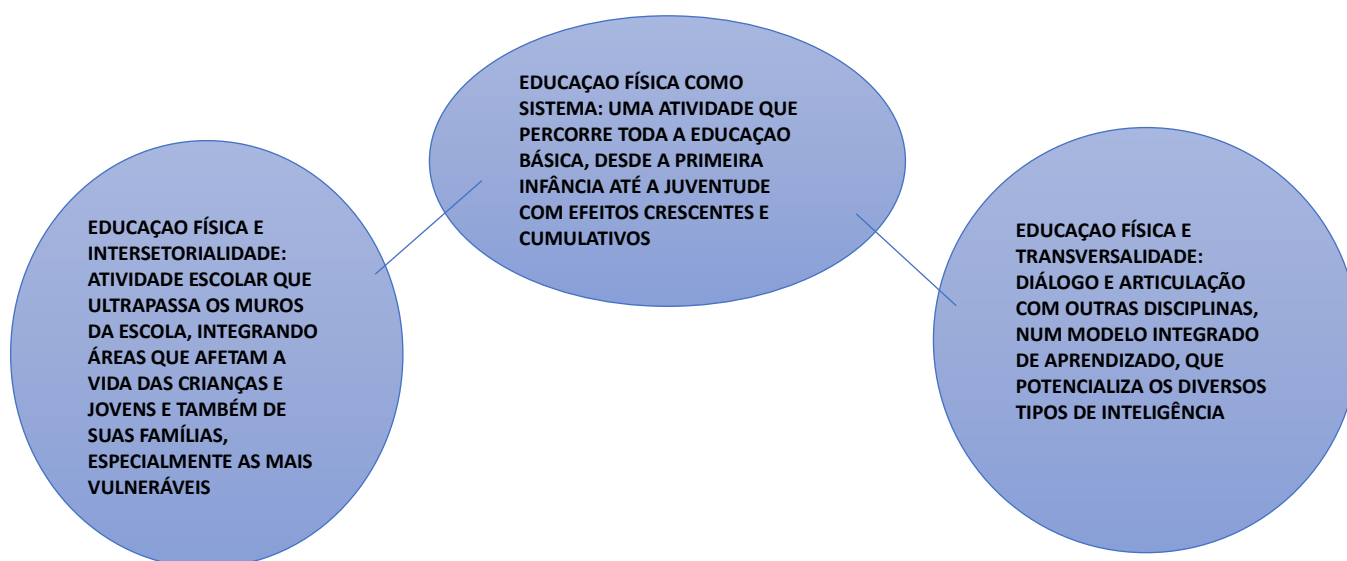 EDUCAÇAO FÍSICA COMO
SISTEMA: UMA ATIVIDADE QUE
PERCORRE TODA A EDUCAÇAO
BÁSICA, DESDE A PRIMEIRA
INFÂNCIA ATÉ A JUVENTUDE
COM EFEITOS CRESCENTES E
CUMULATIVOS
EDUCAÇAO FÍSICA E
INTERSETORIALIDADE:
ATIVIDADE ESCOLAR QUE
ULTRAPASSA OS MUROS
DA ESCOLA, INTEGRANDO
ÁREAS QUE AFETAM A
VIDA DAS CRIANÇAS E
JOVENS E TAMBÉM DE
SUAS FAMÍLIAS,
ESPECIALMENTE AS MAIS
VULNERÁVEIS
EDUCAÇAO FÍSICA E
TRANSVERSALIDADE:
DIÁLOGO E ARTICULAÇÃO
COM OUTRAS DISCIPLINAS,
NUM MODELO INTEGRADO
DE APRENDIZADO, QUE
POTENCIALIZA OS DIVERSOS
TIPOS DE INTELIGÊNCIA